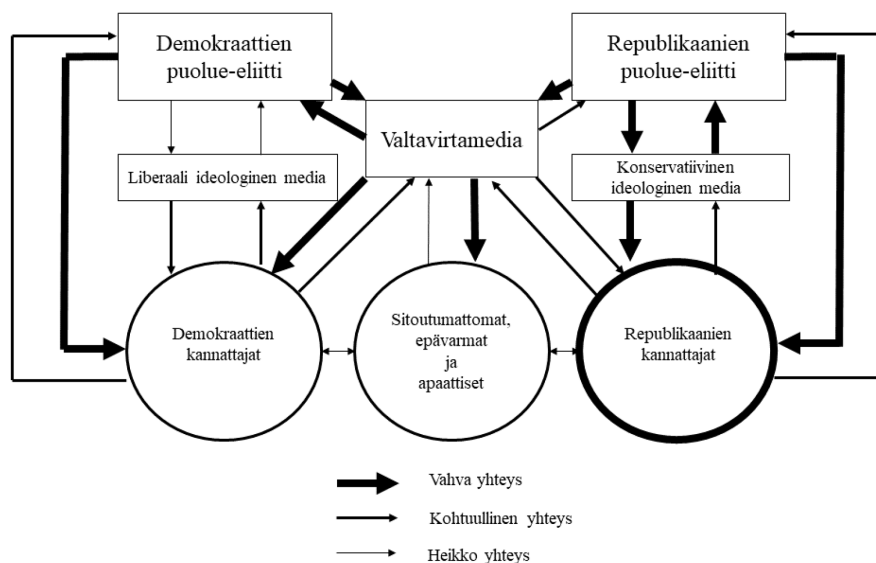 Demokraattien
puolue-eliitti
Republikaanien
puolue-eliitti
Valtavirtamedia
Liberaali ideologinen media
Konservatiivinen
ideologinen media
Demokraattien
kannattajat
Sitoutumattomat,
epävarmat
ja
apaattiset
Republikaanien
kannattajat
Vahva yhteys
Kohtuullinen yhteys
Heikko yhteys